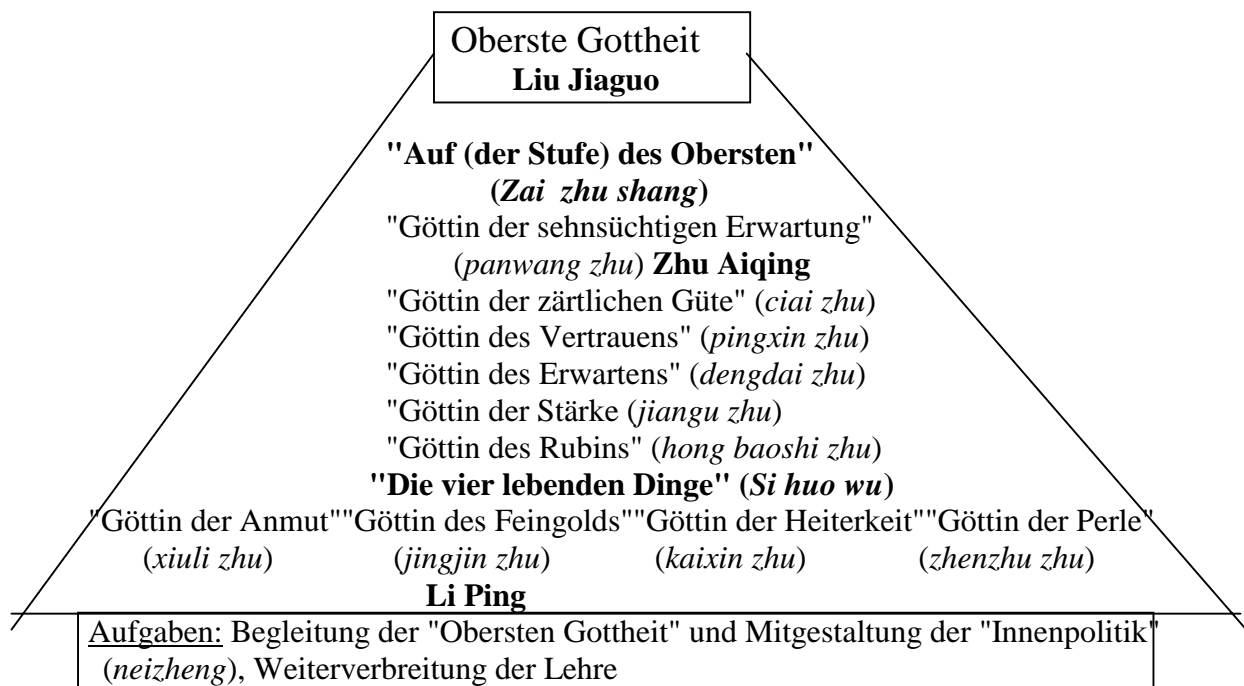 Oberste Gottheit
Liu Jiaguo
"Auf (der Stufe) des Obersten"
(Zai zhu shang)
"Göttin der sehnsüchtigen Erwartung"
(panwang zhu) Zhu Aiqing
"Göttin der zärtlichen Güte" (ciai zhu)
"Göttin des Vertrauens" (pingxin zhu)
"Göttin des Erwartens" (dengdai zhu)
"Göttin der Stärke (jiangu zhu)
"Göttin des Rubins" (hong baoshi zhu)
"Die vier lebenden Dinge" (Si huo wu)
"Göttin der Anmut""Göttin des Feingolds""Göttin der Heiterkeit""Göttin der Perle"
(xiuli zhu) (jingjin zhu) (kaixin zhu) (zhenzhu zhu)
Li Ping
Aufgaben: Begleitung der "Obersten Gottheit" und Mitgestaltung der "Innenpolitik"
(neizheng), Weiterverbreitung der Lehre